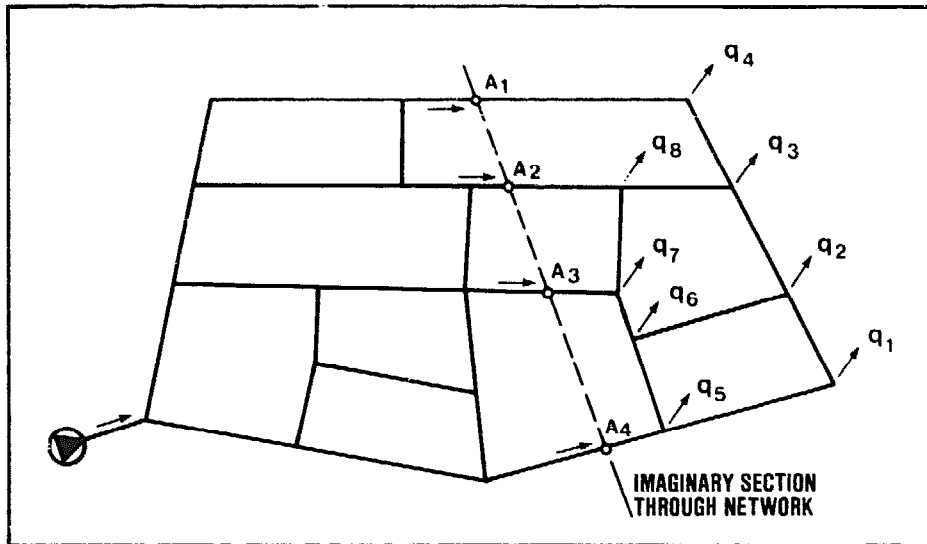 q4
A1
q8
q3
A2
q7
q2
A3
q6
q1
q5
A4
IMAGINARY SECTION
THROUGH NETWORK